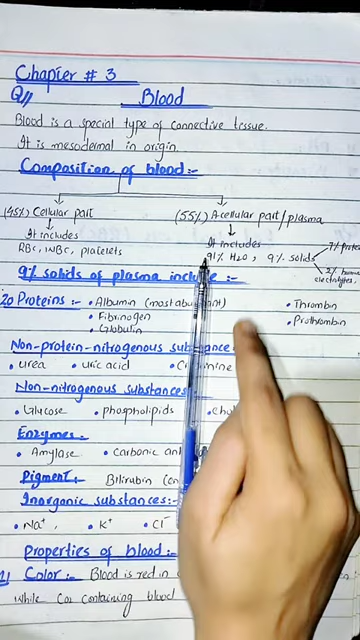 Chapter # 3
Q1/ Blood
Blood is a special type of connective tissue.
It is mesodermal in origin
Composition of blood:-
(45%) Cellular part (55%) Acellular part/plasma
It includes It includes
RBC, WBC, platelets 91% H₂O, 9% solids 7%
2%
electrolytes
9% solids of plasma include :-
Proteins :- • Albumin (most abundant) • Thrombin
• Fibrinogen • Prothrombin
• Globulin
Non-protein-nitrogenous substance
• urea • uric acid
Non-nitrogenous substances
• Glucose • phospholipids
Enzymes-
• Amylase • Carbonic an
Pigment. Bilirubin
Inorganic substances:-
• Na⁺, • K⁺ • Cl⁻
Properties of blood:-
1) Color:- Blood is red in
while Co₂ containing blood